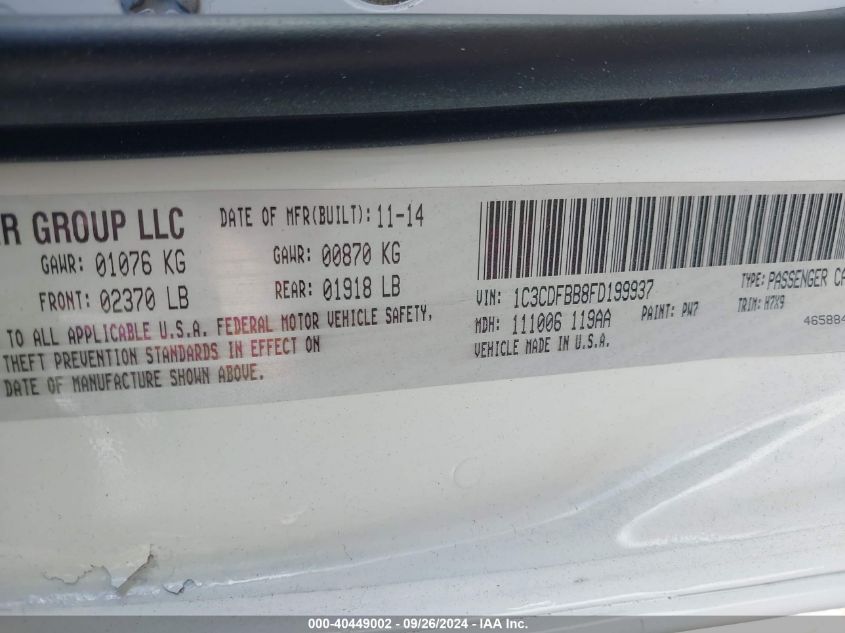 R GROUP LLC
DATE OF MFR(BUILT): 11-14
GAWR: 01076 KG
GAWR: 00870 KG
FRONT: 02370 LB
REAR: 01918 LB
TO ALL APPLICABLE U.S.A. FEDERAL MOTOR VEHICLE SAFETY,
THEFT PREVENTION STANDARDS IN EFFECT ON
DATE OF MANUFACTURE SHOWN ABOVE.
VIN: 1C3CDFBB8FD199937
TYPE: PASSENGER CA
MDH: 111006 119AA
PAINT: PW7
TRIM: H7X9
VEHICLE MADE IN U.S.A.
465884
000-40449002 - 09/26/2024 - IAA Inc.